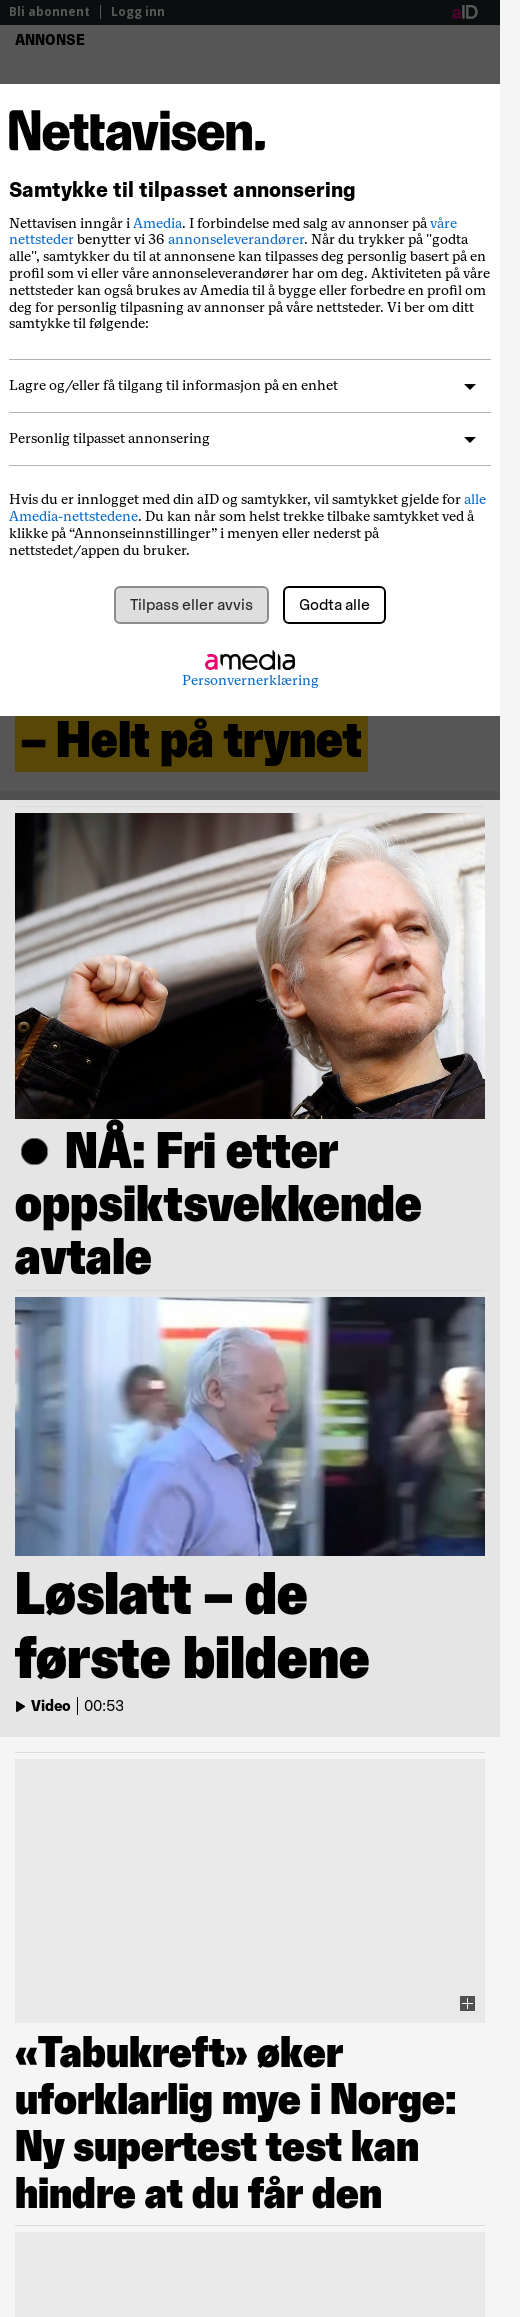 Bli abonnent | Logg inn
aID
ANNONSE
Nettavisen.
Samtykke til tilpasset annonsering
Nettavisen inngår i Amedia. I forbindelse med salg av annonser på våre
nettsteder benytter vi 36 annonseleverandører. Når du trykker på "godta
alle", samtykker du til at annonsene kan tilpasses deg personlig basert på en
profil som vi eller våre annonseleverandører har om deg. Aktiviteten på våre
nettsteder kan også brukes av Amedia til å bygge eller forbedre en profil om
deg for personlig tilpasning av annonser på våre nettsteder. Vi ber om ditt
samtykke til følgende:
Lagre og/eller få tilgang til informasjon på en enhet
Personlig tilpasset annonsering
Hvis du er innlogget med din aID og samtykker, vil samtykket gjelde for alle
Amedia-nettstedene. Du kan når som helst trekke tilbake samtykket ved å
klikke på “Annonseinnstillinger” i menyen eller nederst på
nettstedet/appen du bruker.
Tilpass eller avvis
Godta alle
amedia
Personvernerklæring
– Helt på trynet
● NÅ: Fri etter
oppsiktsvekkende
avtale
Løslatt – de
første bildene
Video | 00:53
«Tabukreft» øker
uforklarlig mye i Norge:
Ny supertest test kan
hindre at du får den